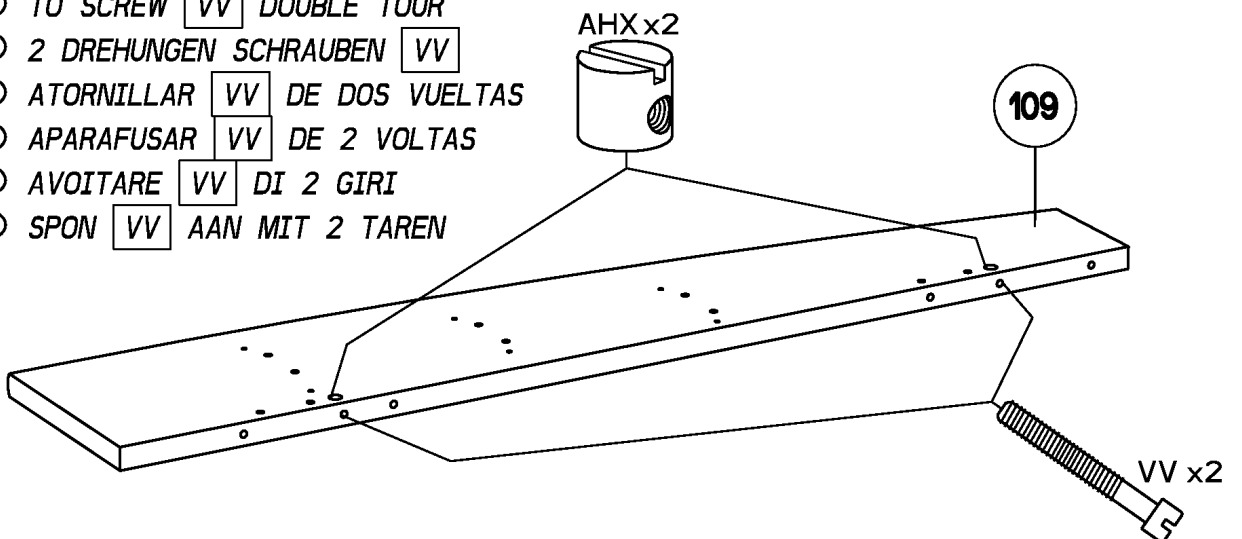 TO SCREW VV DOUBLE TOUR
2 DREHUNGEN SCHRAUBEN VV
ATORNILLAR VV DE DOS VUELTAS
APARAFUSAR VV DE 2 VOLTAS
AVOITARE VV DI 2 GIRI
SPON VV AAN MIT 2 TAREN
AHX x2
109
VV x2